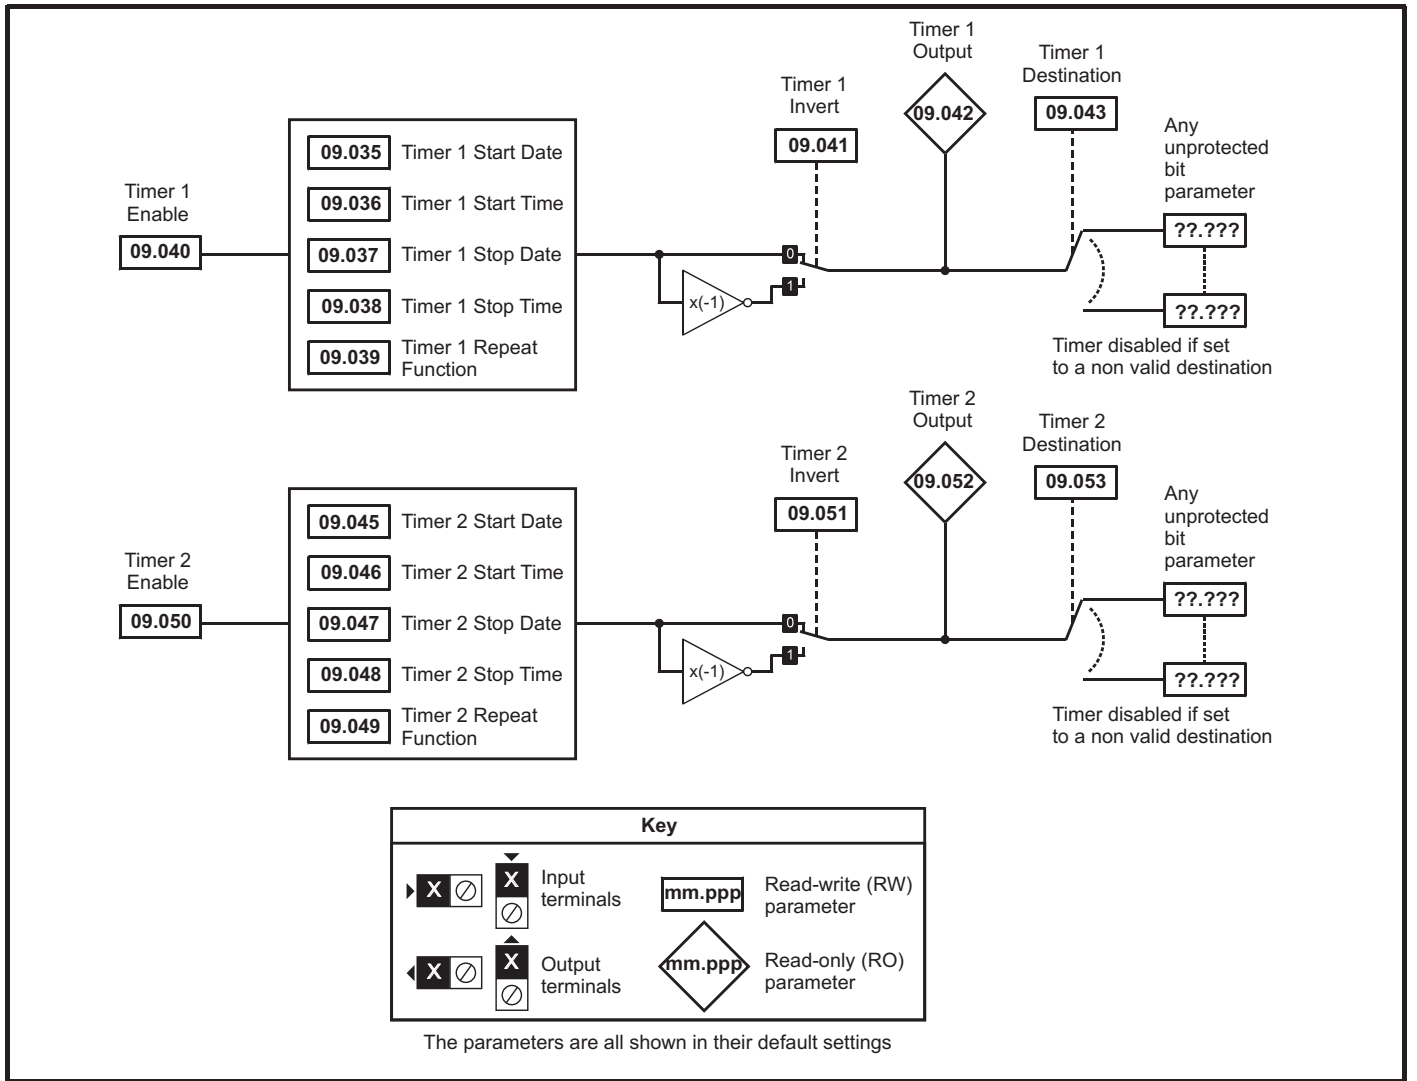 Timer 1
Output
Timer 1
Destination
Timer 1
Invert
09.042
09.043
09.041
Any
unprotected
bit
parameter
09.035 Timer 1 Start Date
Timer 1
Enable
09.036 Timer 1 Start Time
??.???
09.040
09.037 Timer 1 Stop Date
0
x(-1)
1
09.038 Timer 1 Stop Time
??.???
09.039 Timer 1 Repeat
Function
Timer disabled if set
to a non valid destination
Timer 2
Output
Timer 2
Destination
Timer 2
Invert
09.052
09.053
09.051
Any
unprotected
bit
parameter
09.045 Timer 2 Start Date
Timer 2
Enable
09.046 Timer 2 Start Time
??.???
09.050
09.047 Timer 2 Stop Date
0
x(-1)
1
09.048 Timer 2 Stop Time
??.???
09.049 Timer 2 Repeat
Function
Timer disabled if set
to a non valid destination
Key
X
X
Input
terminals
mm.ppp
Read-write (RW)
parameter
X
X
Output
terminals
mm.ppp
Read-only (RO)
parameter
The parameters are all shown in their default settings